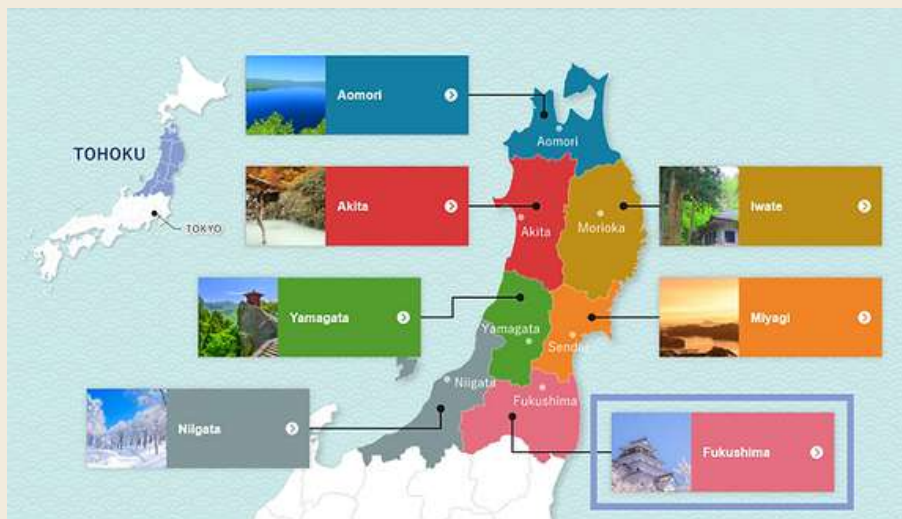 Aomori
Aomori
TOHOKU
Akita
Iwate
TOKYO
Akita
Morioka
Yamagata
Miyagi
Yamagata
Sendai
Niigata
Fukushima
Niigata
Fukushima